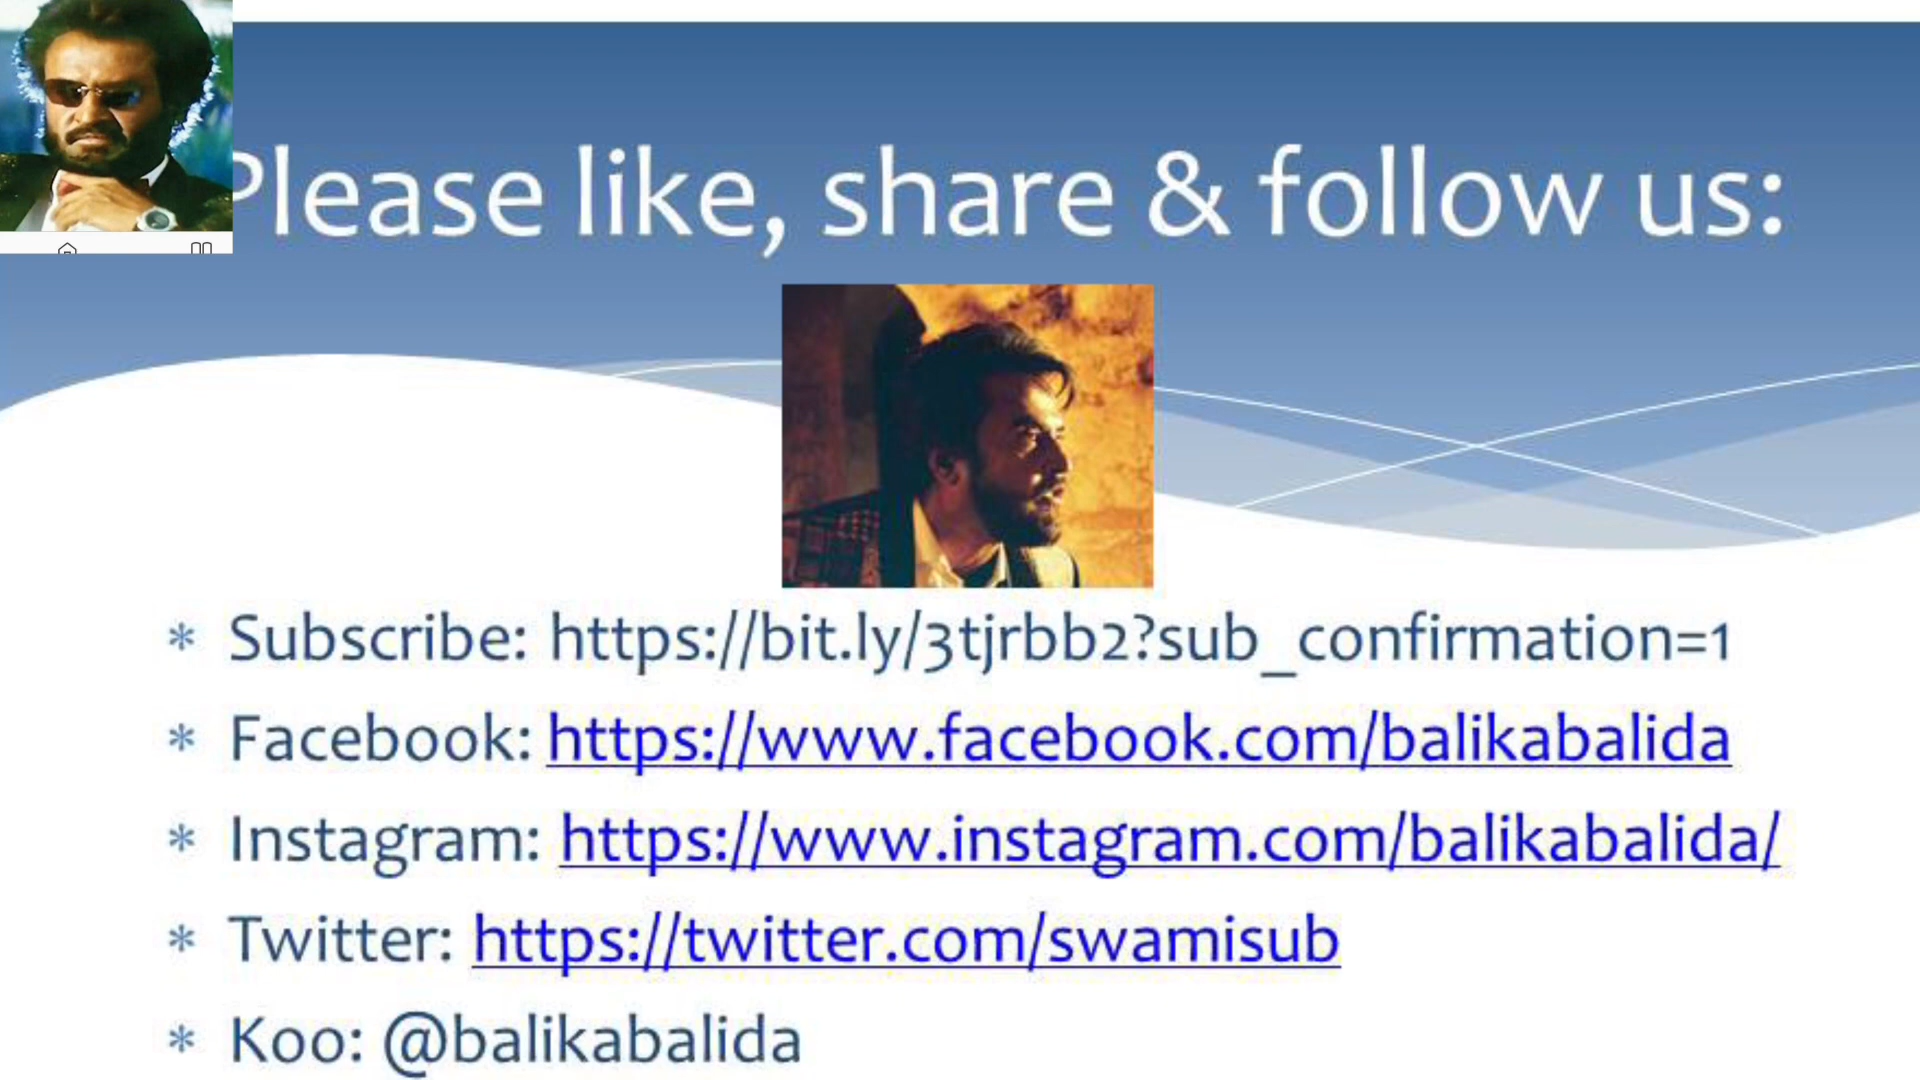 Please like, share & follow us:
* Subscribe: https://bit.ly/3tjrbb2?sub_confirmation=1
* Facebook: https://www.facebook.com/balikabalida
* Instagram: https://www.instagram.com/balikabalida/
* Twitter: https://twitter.com/swamisub
* Koo: @balikabalida